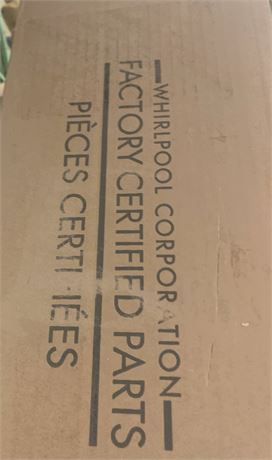 WHIRLPOOL CORPORATION
FACTORY CERTIFIED PARTS
PIÈCES CERTIFIÉES